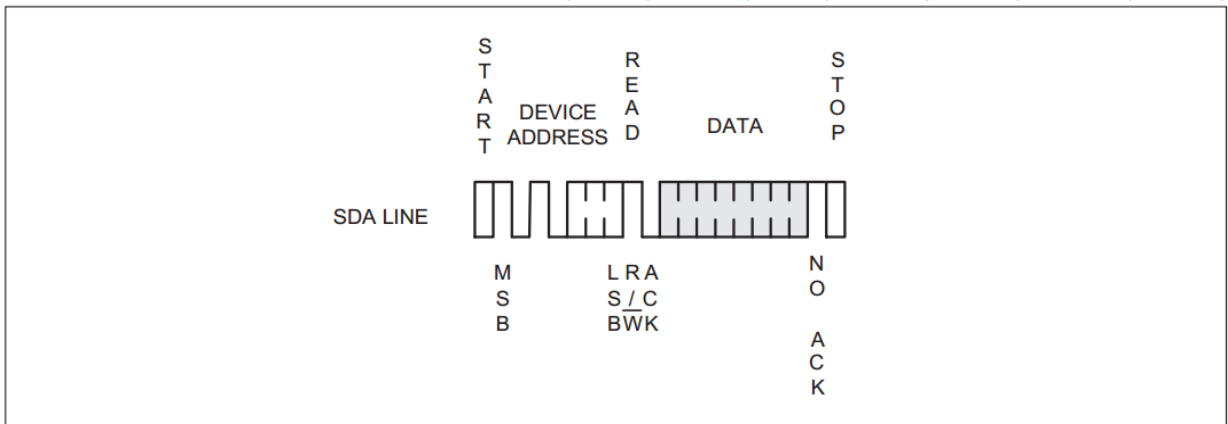 START
DEVICE
ADDRESS
READ
DATA
STOP
SDA LINE
MSB
LSB
R/W
ACK
NO ACK